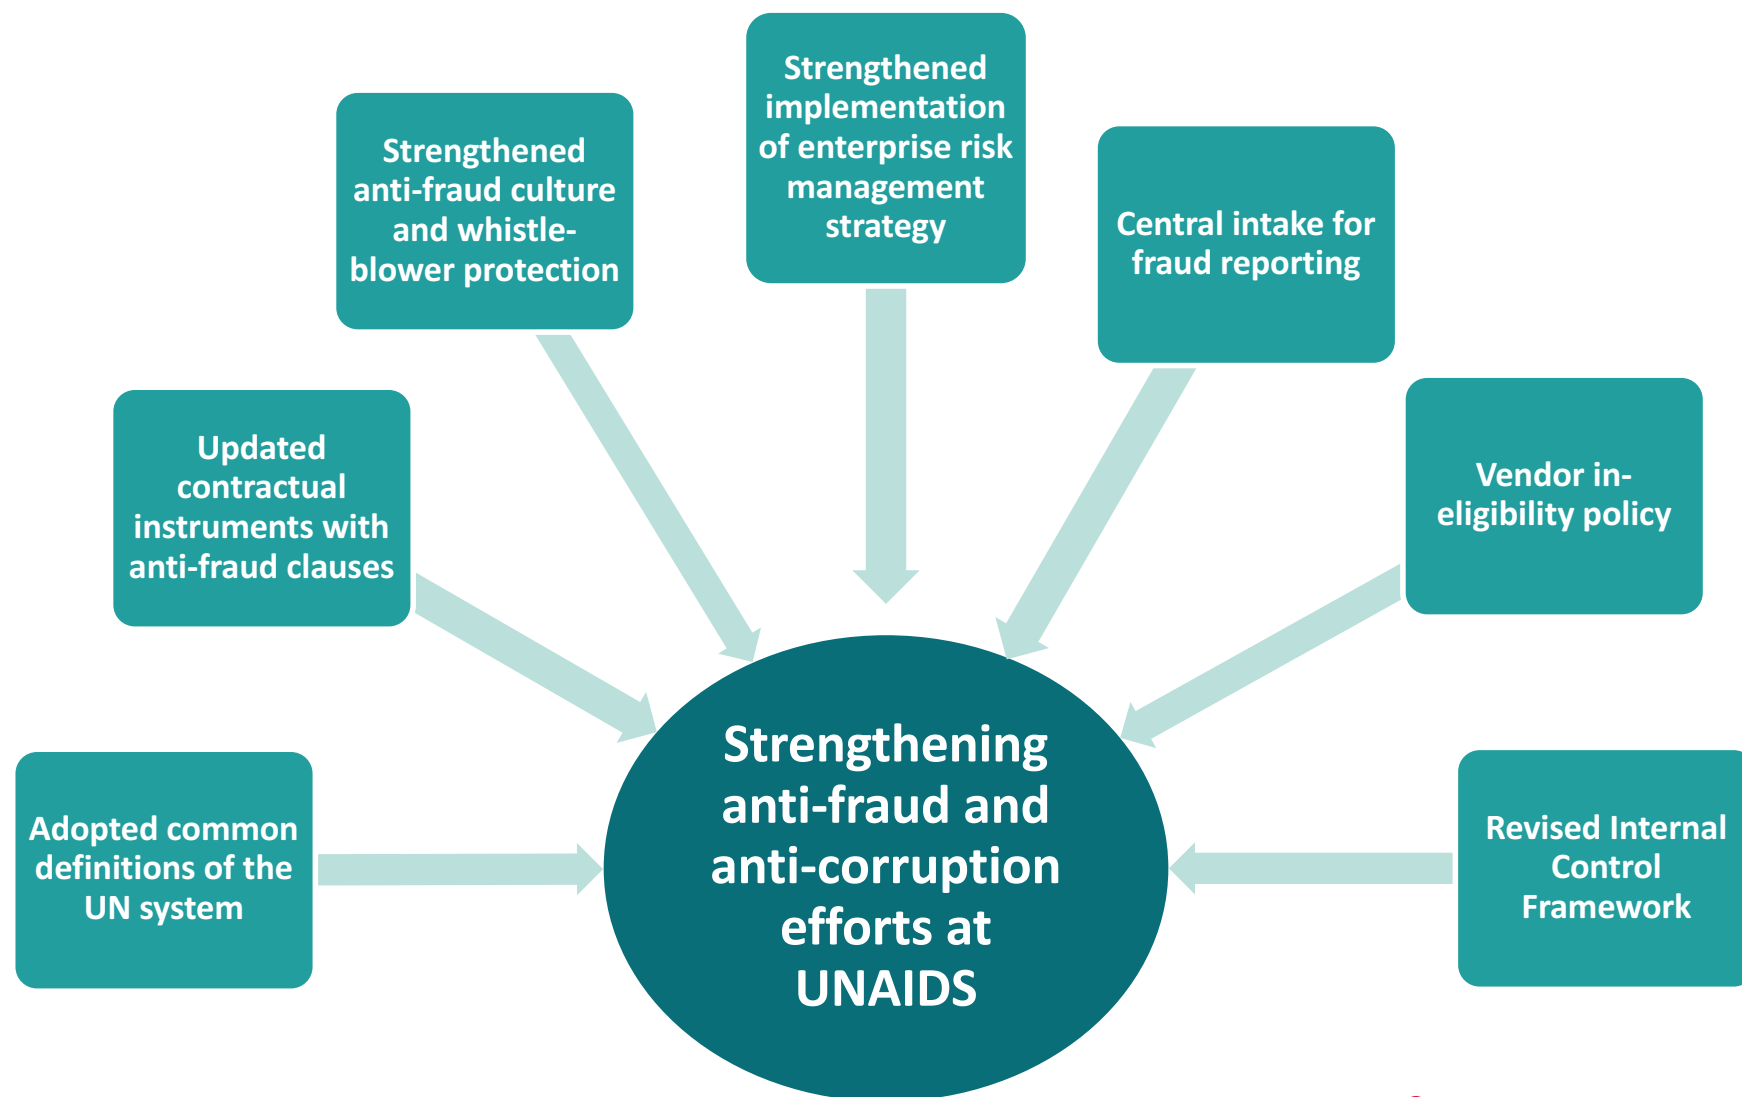 Strengthened
implementation
of enterprise risk
management
strategy
Strengthened
anti-fraud culture
and whistle-
blower protection
Central intake for
fraud reporting
Updated
contractual
instruments with
anti-fraud clauses
Vendor in-
eligibility policy
Adopted common
definitions of the
UN system
Strengthening
anti-fraud and
anti-corruption
efforts at
UNAIDS
Revised Internal
Control
Framework